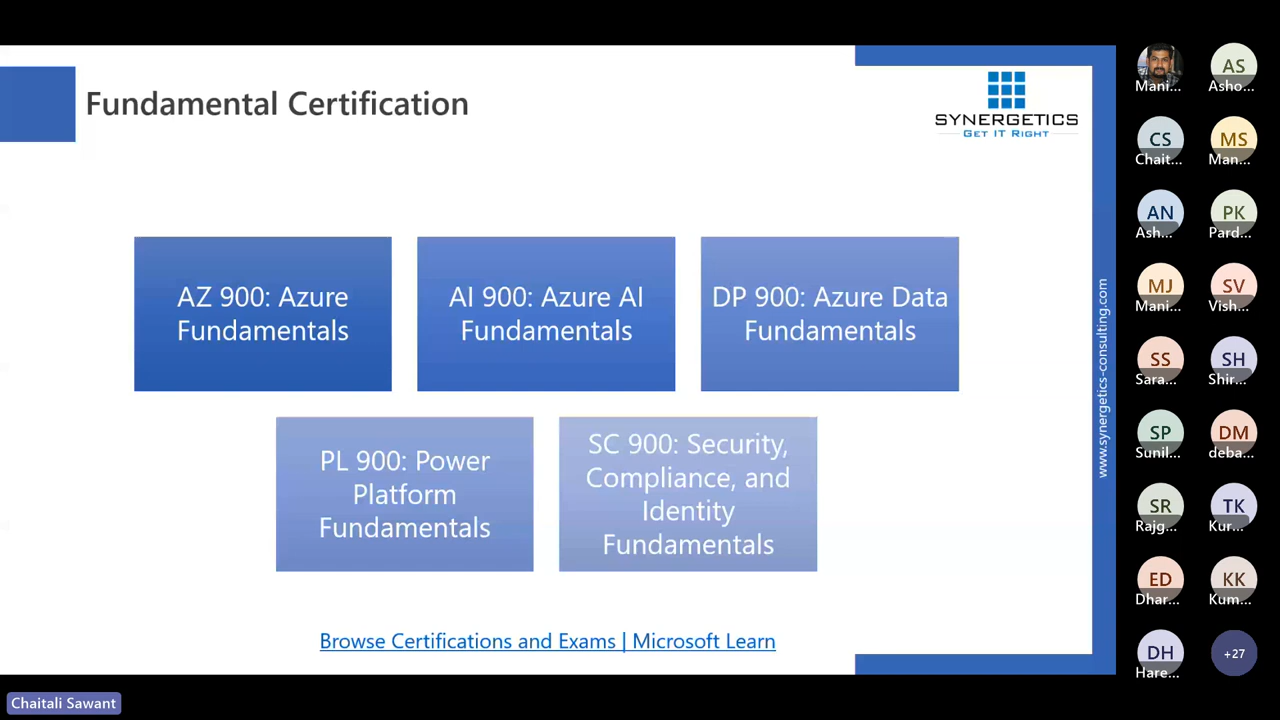 Fundamental Certification
SYNERGETICS
GET IT RIGHT
AZ 900: Azure
Fundamentals
AI 900: Azure AI
Fundamentals
DP 900: Azure Data
Fundamentals
PL 900: Power
Platform
Fundamentals
SC 900: Security,
Compliance, and
Identity
Fundamentals
Browse Certifications and Exams | Microsoft Learn
www.synergetics-consulting.com
Mani...
AS
Asho...
CS
Chait...
MS
Man...
AN
Ash...
PK
Pard...
MJ
Mani...
SV
Vish...
SS
Sara...
SH
Shir...
SP
Sunil...
DM
deba...
SR
Rajg...
TK
Kur...
ED
Dhar...
KK
Kum...
DH
Hare...
+27
Chaitali Sawant